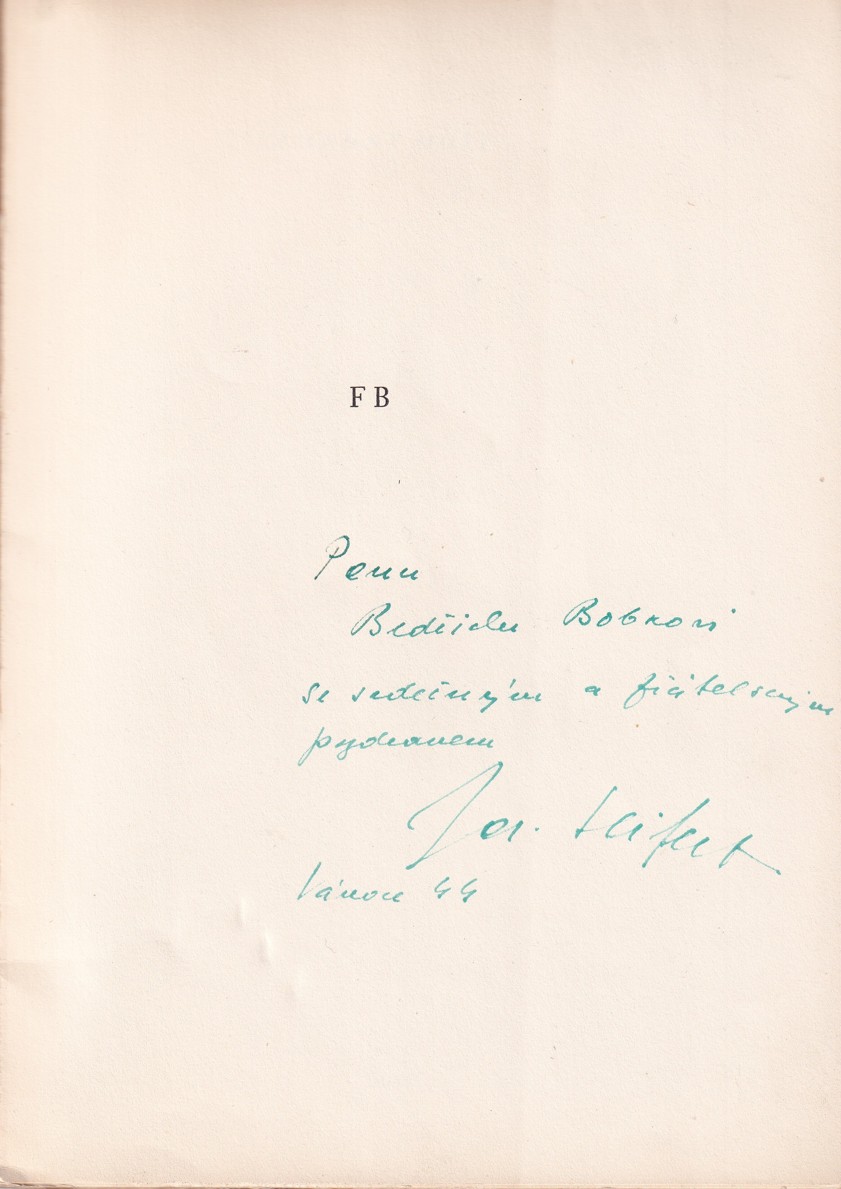 F B
Panu
Bedřichu Bobkovi
se srdečným a přátelským
pozdravem
Jar. Seifert
Vánoce 44